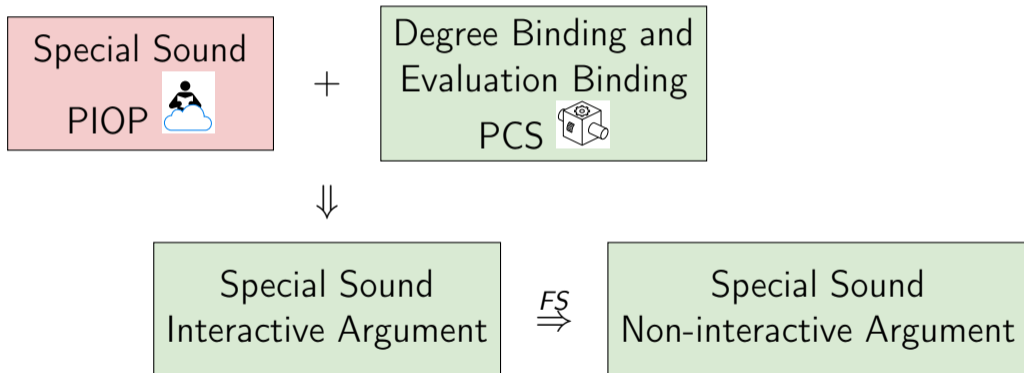 Special Sound
PIOP
+
Degree Binding and
Evaluation Binding
PCS
⇓
Special Sound
Interactive Argument
FS
⇒
Special Sound
Non-interactive Argument